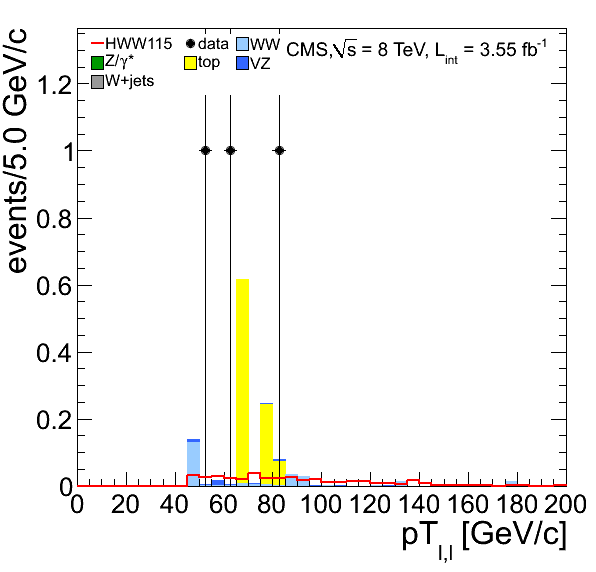 HWW115 data WW CMS,√s = 8 TeV, L_int = 3.55 fb⁻¹
Z/γ* top VZ
W+jets
events/5.0 GeV/c
1.2
1
0.8
0.6
0.4
0.2
0
0 20 40 60 80 100 120 140 160 180 200
pT_l,l [GeV/c]